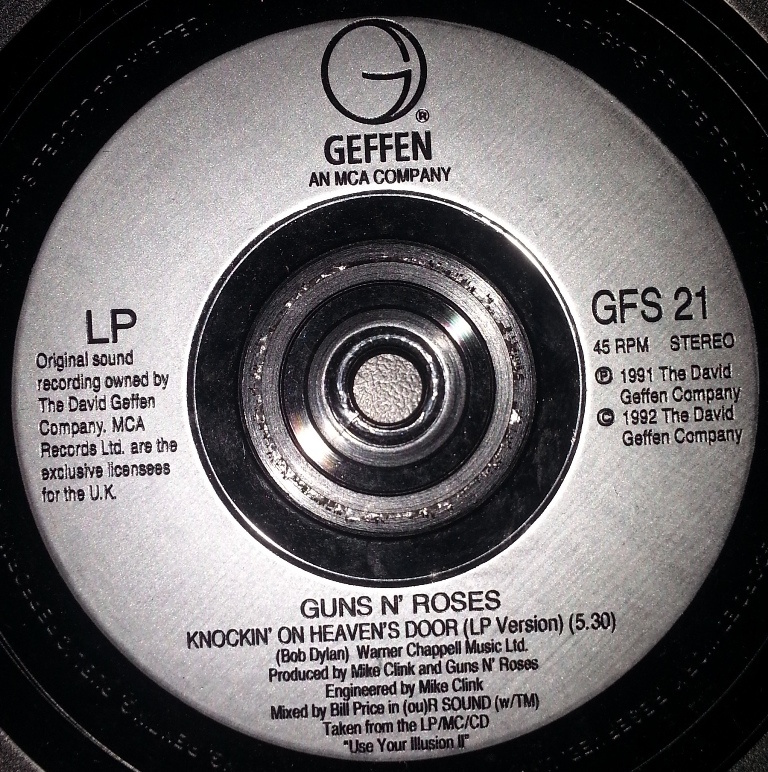 G®
GEFFEN
AN MCA COMPANY
LP
Original sound
recording owned by
The David Geffen
Company. MCA
Records Ltd. are the
exclusive licensees
for the U.K.
GFS 21
45 RPM STEREO
℗ 1991 The David
Geffen Company
© 1992 The David
Geffen Company
GUNS N' ROSES
KNOCKIN' ON HEAVEN'S DOOR (LP Version) (5.30)
(Bob Dylan) Warner Chappell Music Ltd.
Produced by Mike Clink and Guns N' Roses
Engineered by Mike Clink
Mixed by Bill Price in (ou)R SOUND (w/TM)
Taken from the LP/MC/CD
"Use Your Illusion II"